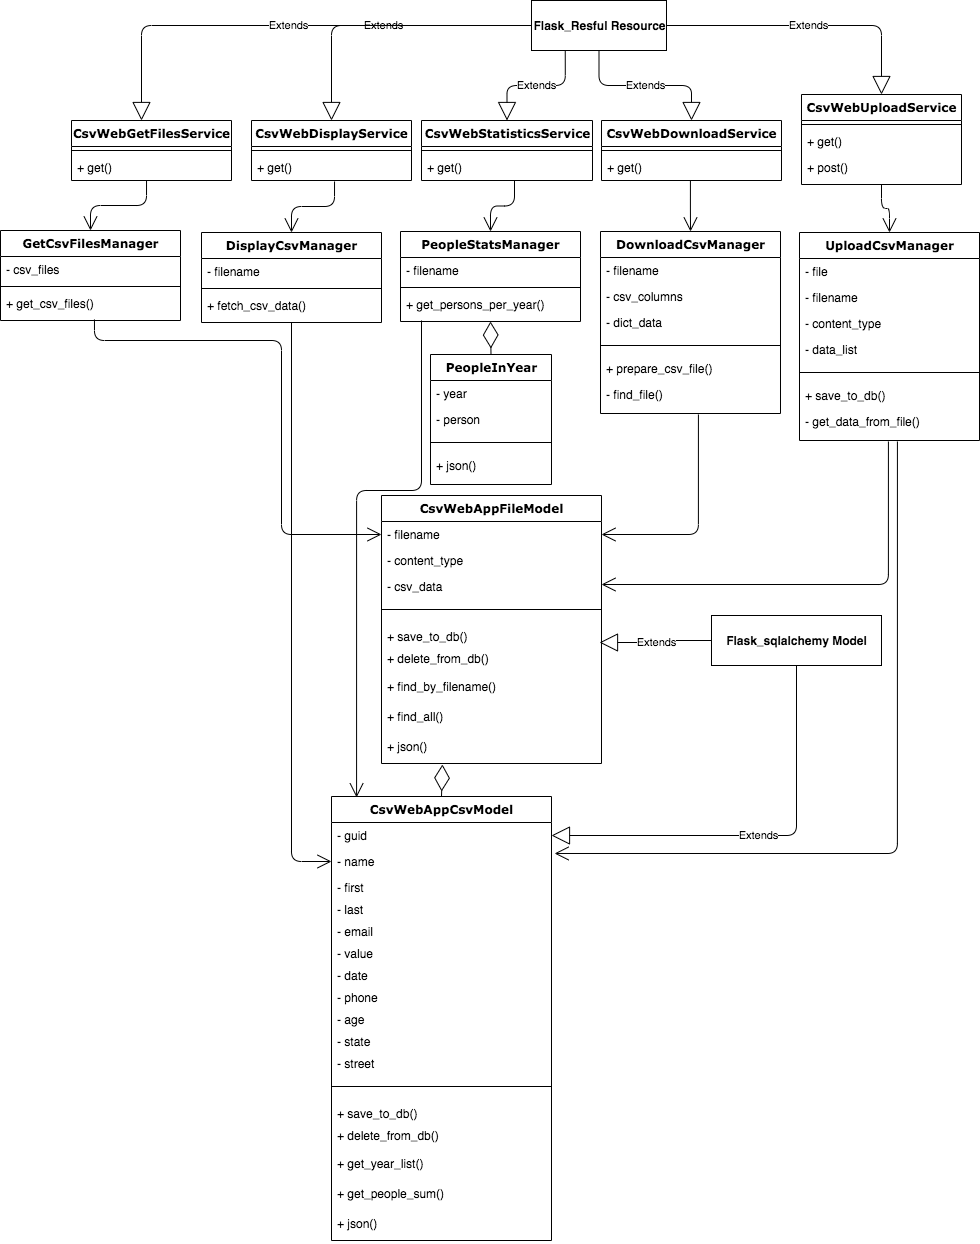 Flask_Resful Resource
Extends
Extends
Extends
Extends
Extends
CsvWebGetFilesService
+ get()
CsvWebDisplayService
+ get()
CsvWebStatisticsService
+ get()
CsvWebDownloadService
+ get()
CsvWebUploadService
+ get()
+ post()
GetCsvFilesManager
- csv_files
+ get_csv_files()
DisplayCsvManager
- filename
+ fetch_csv_data()
PeopleStatsManager
- filename
+ get_persons_per_year()
DownloadCsvManager
- filename
- csv_columns
- dict_data
+ prepare_csv_file()
- find_file()
UploadCsvManager
- file
- filename
- content_type
- data_list
+ save_to_db()
- get_data_from_file()
PeopleInYear
- year
- person
+ json()
CsvWebAppFileModel
- filename
- content_type
- csv_data
+ save_to_db()
+ delete_from_db()
+ find_by_filename()
+ find_all()
+ json()
Extends
Flask_sqlalchemy Model
Extends
CsvWebAppCsvModel
- guid
- name
- first
- last
- email
- value
- date
- phone
- age
- state
- street
+ save_to_db()
+ delete_from_db()
+ get_year_list()
+ get_people_sum()
+ json()